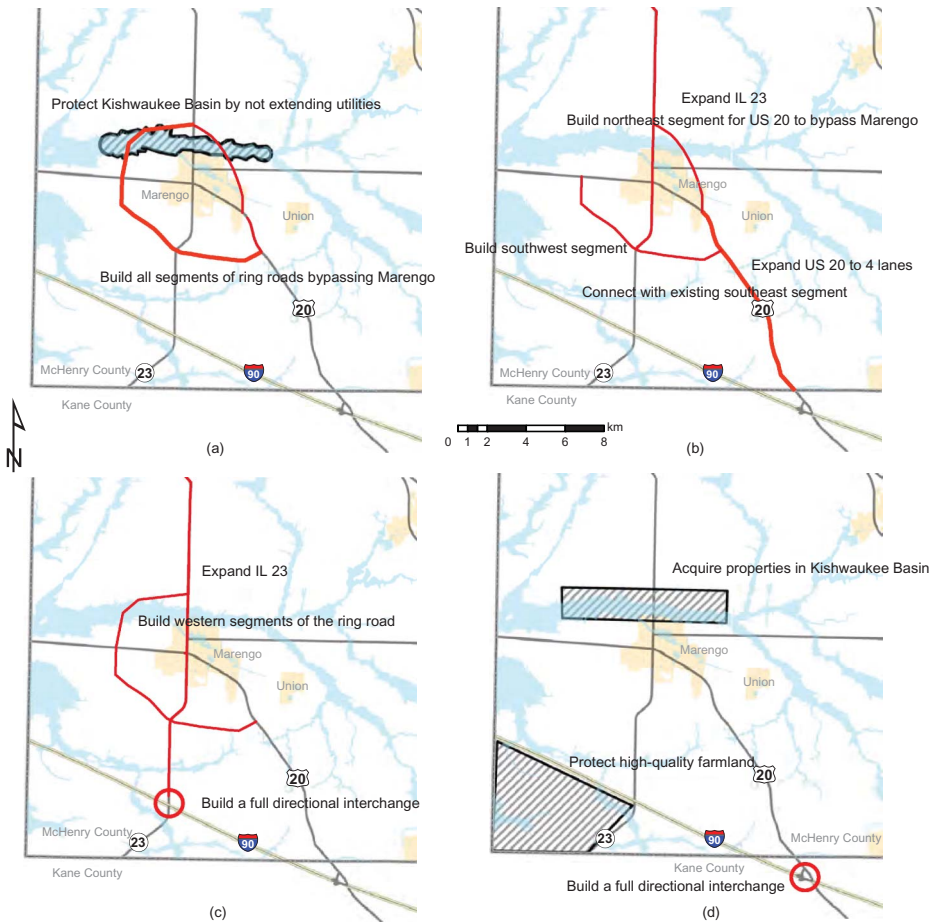 Protect Kishwaukee Basin by not extending utilities
Marengo
Union
Build all segments of ring roads bypassing Marengo
20
McHenry County
23
90
Kane County
N
(a)
Expand IL 23
Build northeast segment for US 20 to bypass Marengo
Marengo
Union
Build southwest segment
Expand US 20 to 4 lanes
Connect with existing southeast segment
20
McHenry County
23
90
Kane County
km
0 1 2 4 6 8
(b)
Expand IL 23
Build western segments of the ring road
Marengo
Union
20
Build a full directional interchange
McHenry County
23
90
Kane County
(c)
Acquire properties in Kishwaukee Basin
Marengo
Union
Protect high-quality farmland
20
23
90
McHenry County
Kane County
Build a full directional interchange
(d)